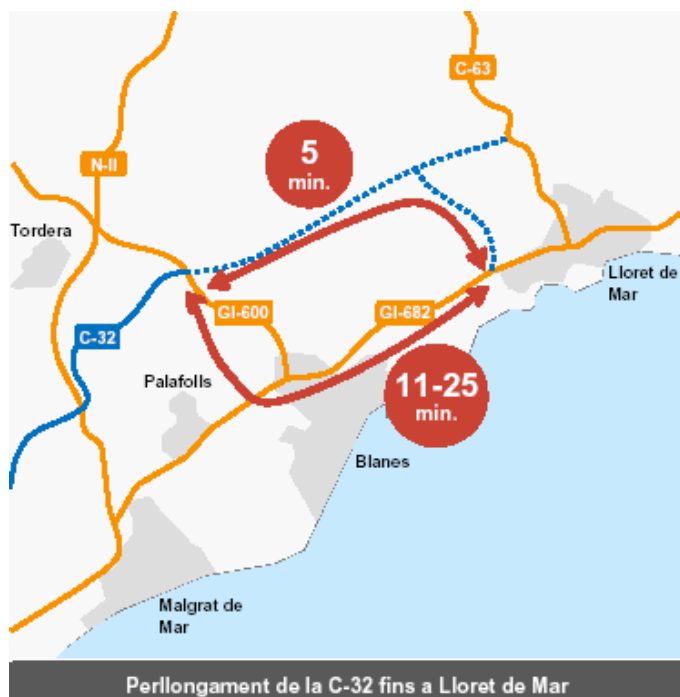 C-63
5
min.
N-II
Tordera
Lloret de
Mar
GI-600
GI-682
C-32
Palafolls
11-25
min.
Blanes
Malgrat de
Mar
Perllongament de la C-32 fins a Lloret de Mar